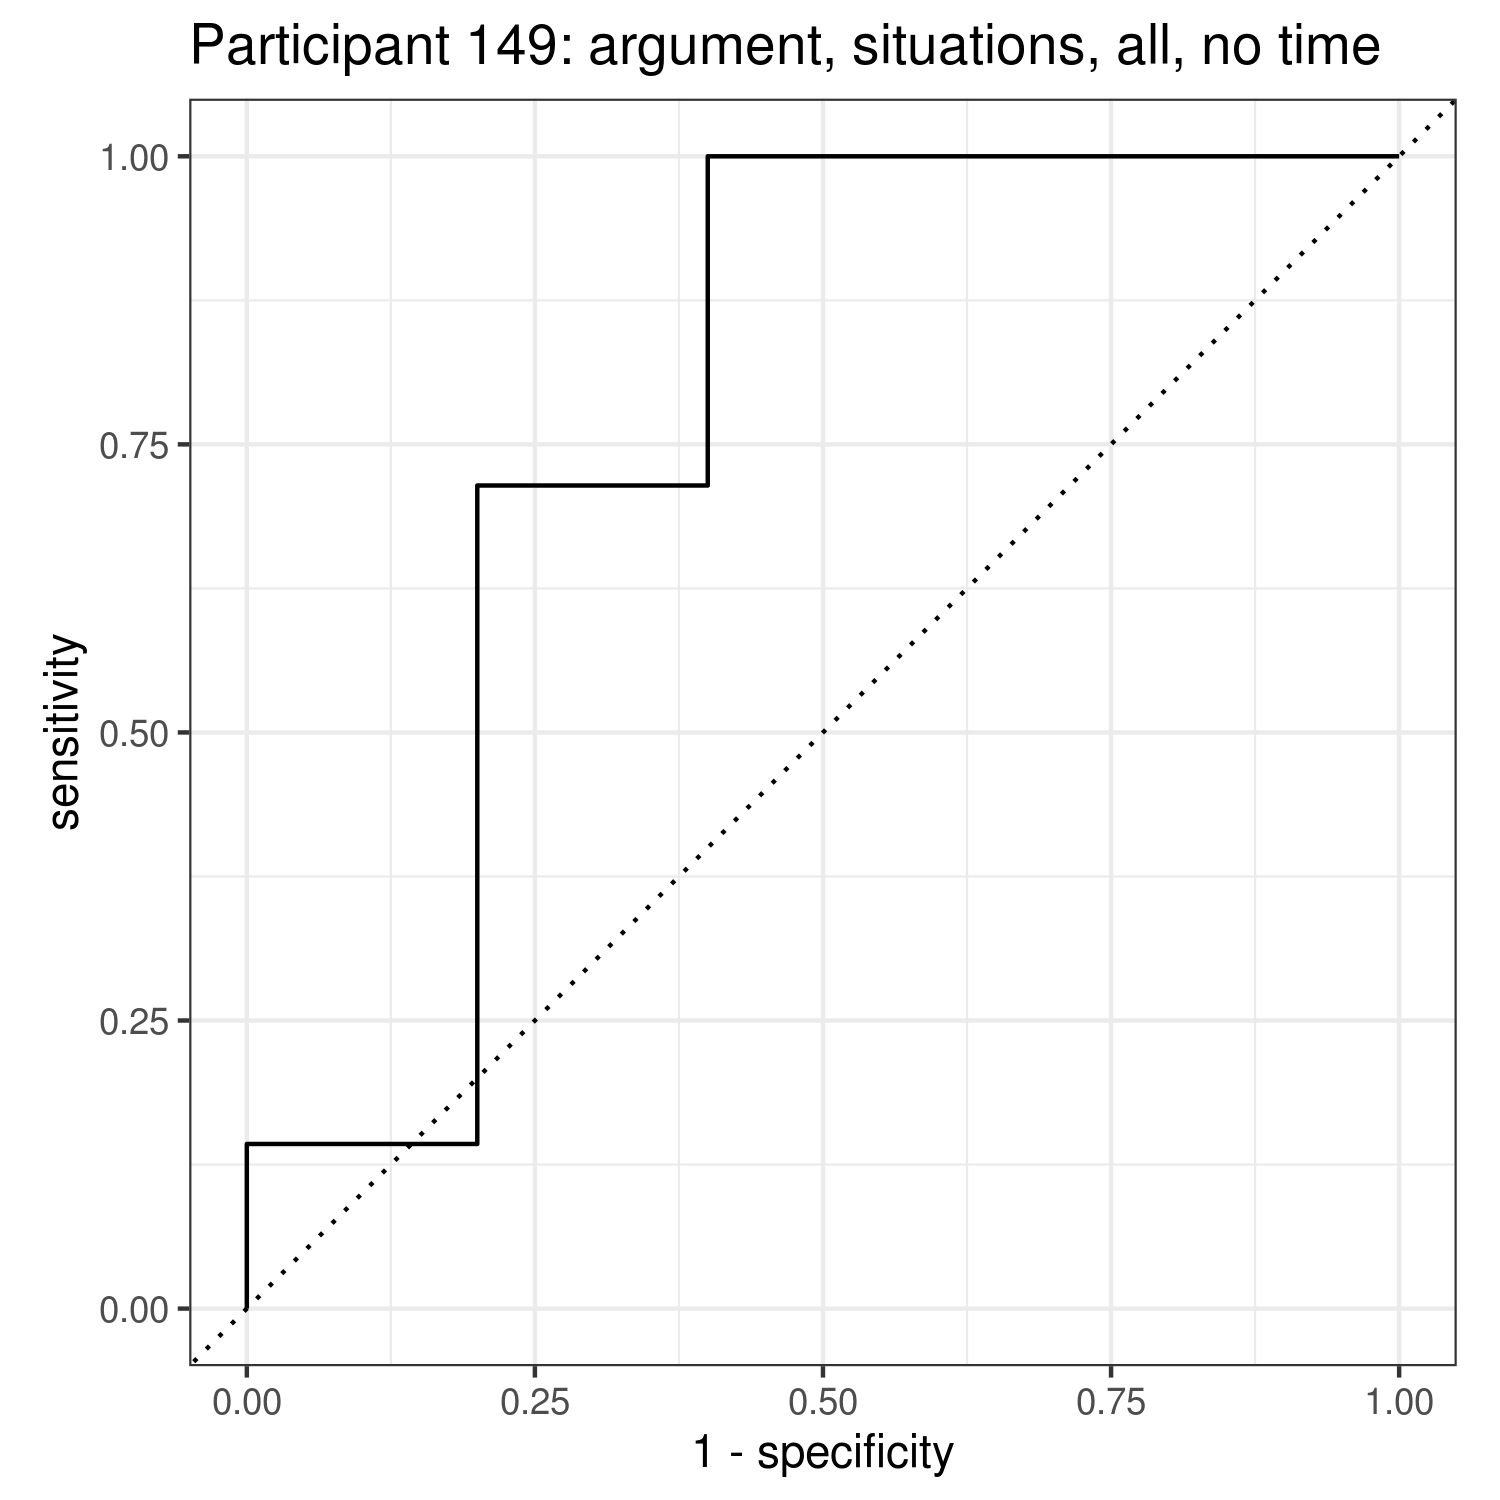 Participant 149: argument, situations, all, no time
1.00
0.75
0.50
0.25
0.00
sensitivity
0.00 0.25 0.50 0.75 1.00
1 - specificity